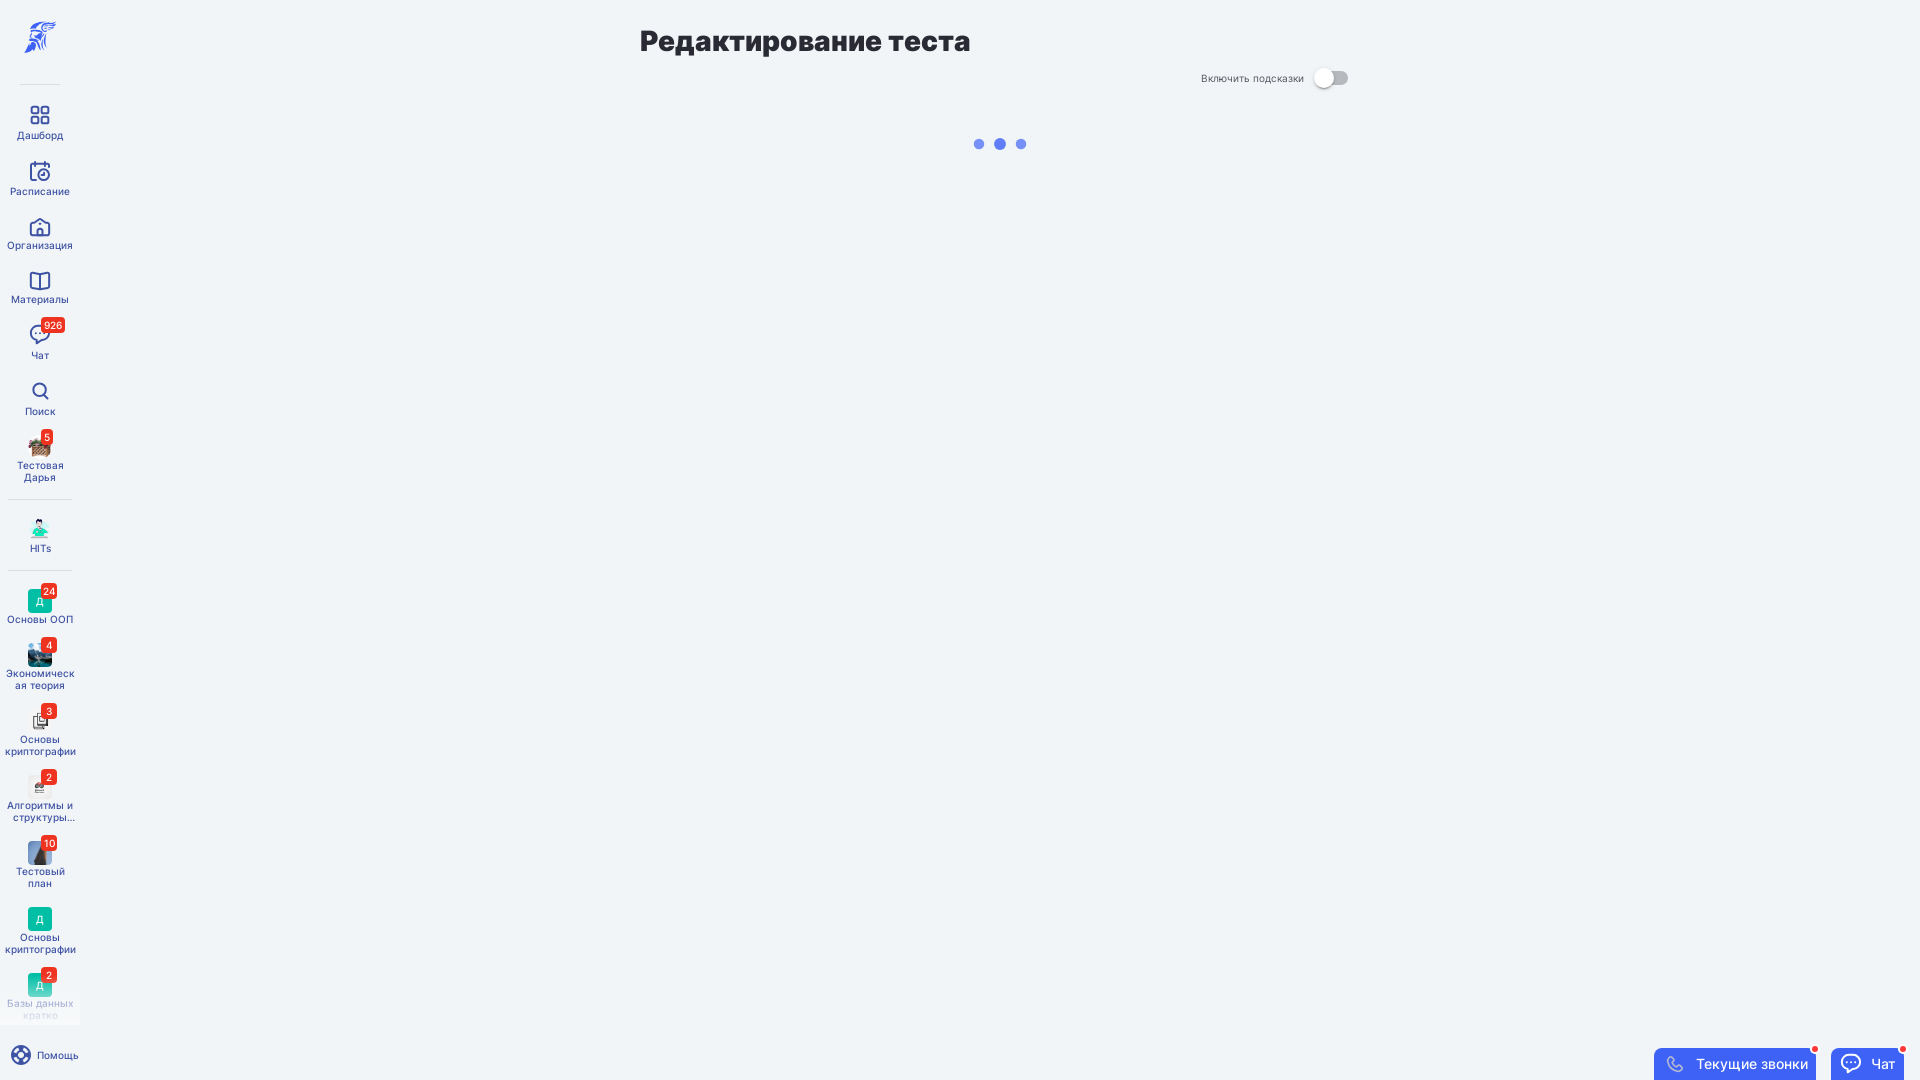 Редактирование теста
Включить подсказки
Дашборд
Расписание
Организация
Материалы
926
Чат
Поиск
5
Тестовая
Дарья
HITs
24
Д
Основы ООП
4
Экономическ
ая теория
3
Основы
криптографии
2
Алгоритмы и
структуры...
10
Тестовый
план
Д
Основы
криптографии
2
Д
Базы данных
кратко
Помощь
Текущие звонки
Чат